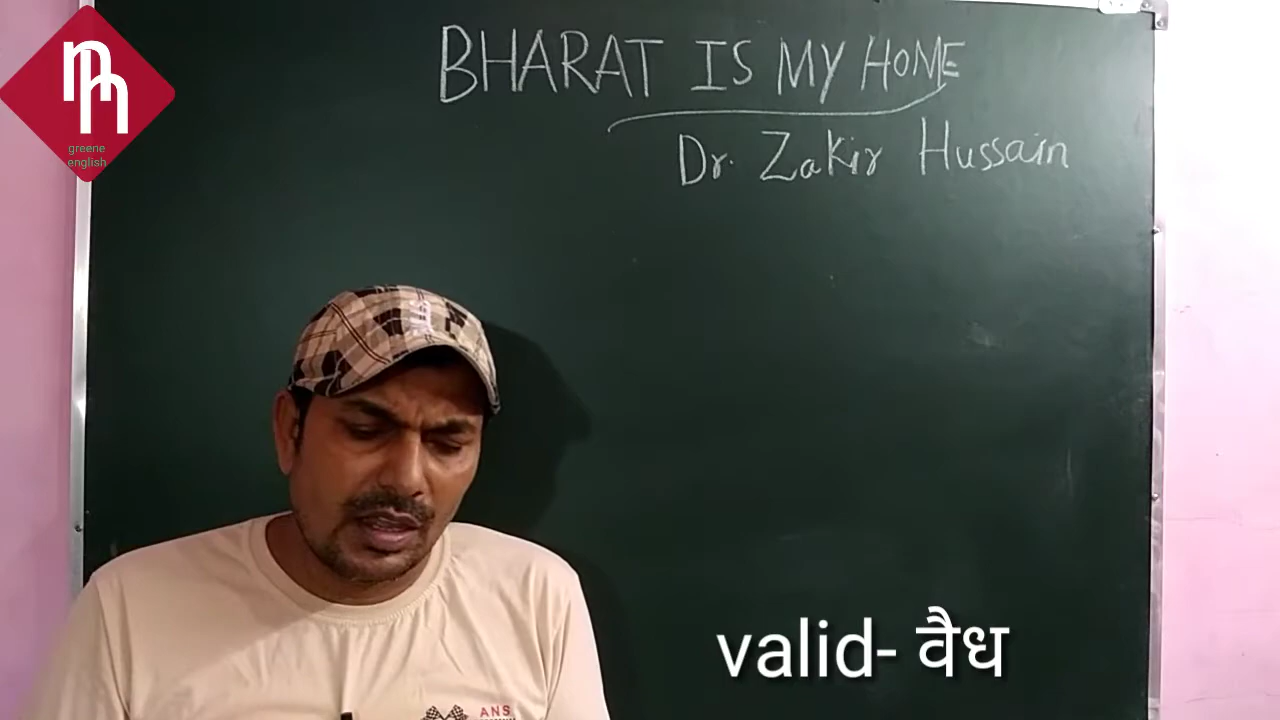 BHARAT IS MY HOME
Dr. Zakir Hussain
greene
english
valid- वैध
ANS